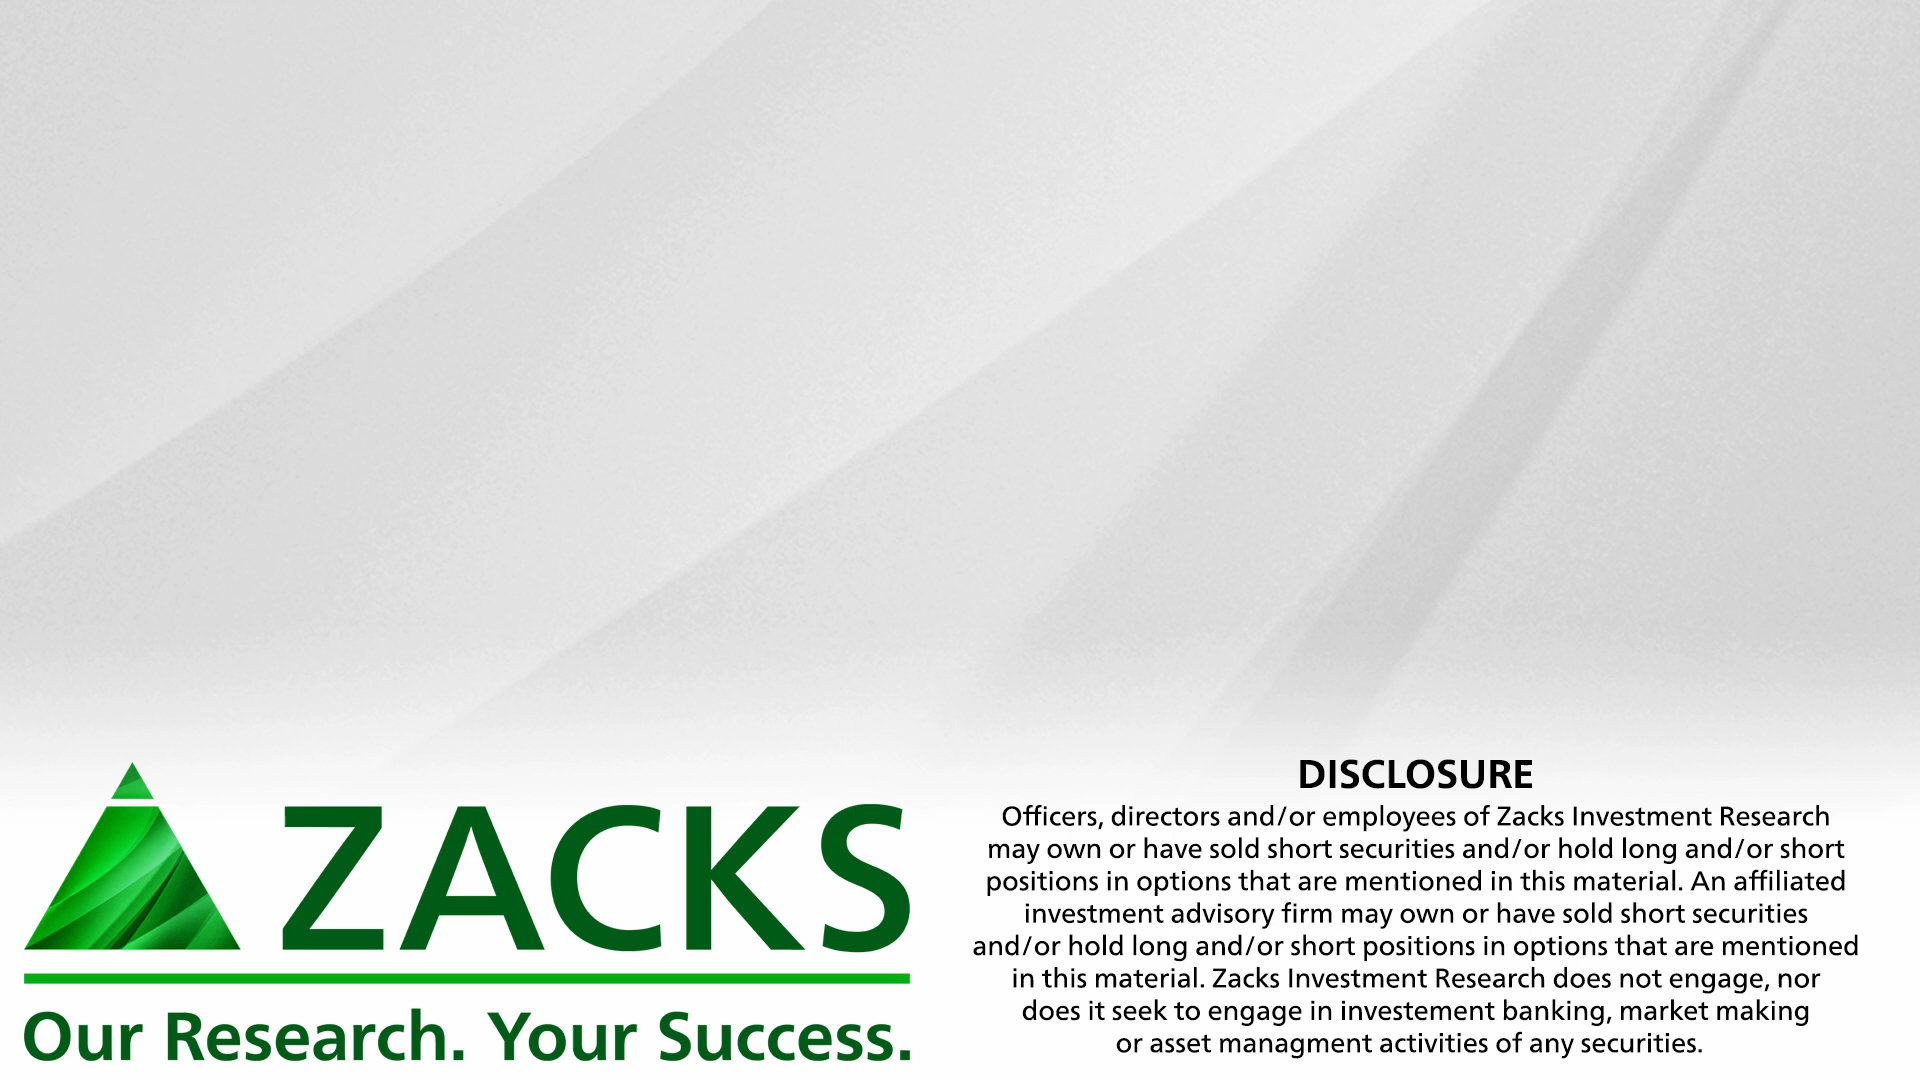 ZACKS
Our Research. Your Success.
DISCLOSURE
Officers, directors and/or employees of Zacks Investment Research
may own or have sold short securities and/or hold long and/or short
positions in options that are mentioned in this material. An affiliated
investment advisory firm may own or have sold short securities
and/or hold long and/or short positions in options that are mentioned
in this material. Zacks Investment Research does not engage, nor
does it seek to engage in investement banking, market making
or asset managment activities of any securities.